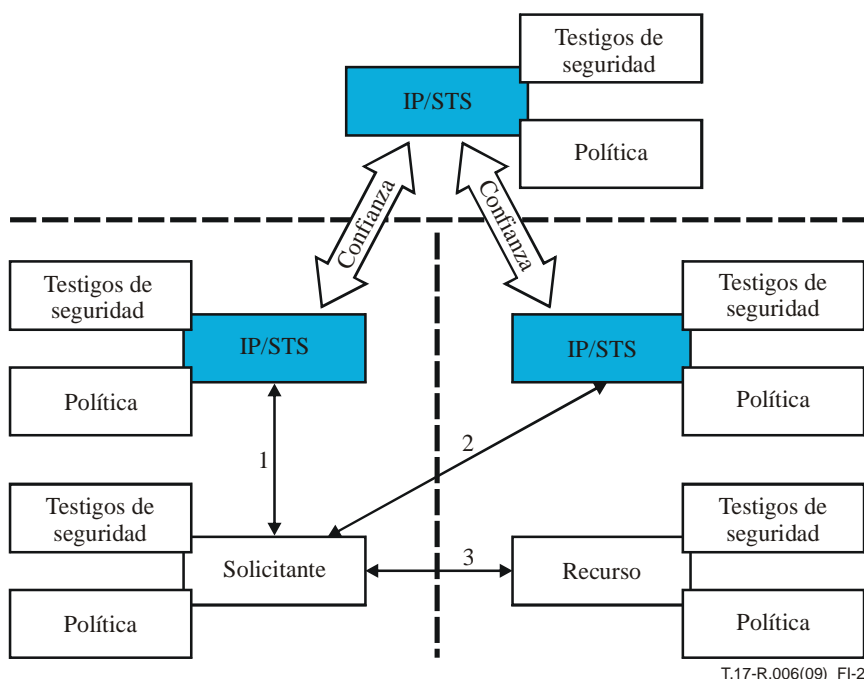 Testigos de
seguridad
IP/STS
Política
Confianza
Confianza
Testigos de
seguridad
IP/STS
Política
Testigos de
seguridad
IP/STS
Política
1
2
Testigos de
seguridad
Solicitante
Política
3
Testigos de
seguridad
Recurso
Política
T.17-R.006(09)_FI-2